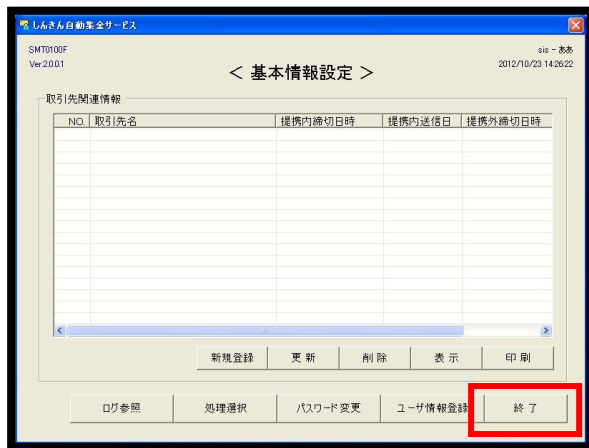 しんきん自動集金サービス
SMT0100F
sis - ああ
Ver.2.0.0.1
2012/10/23 14:26:22
＜ 基本情報設定 ＞
取引先関連情報
NO. 取引先名 提携内締切日時 提携内送信日 提携外締切日時
新規登録 更 新 削 除 表 示 印 刷
ログ参照 処理選択 パスワード変更 ユーザ情報登録 終 了